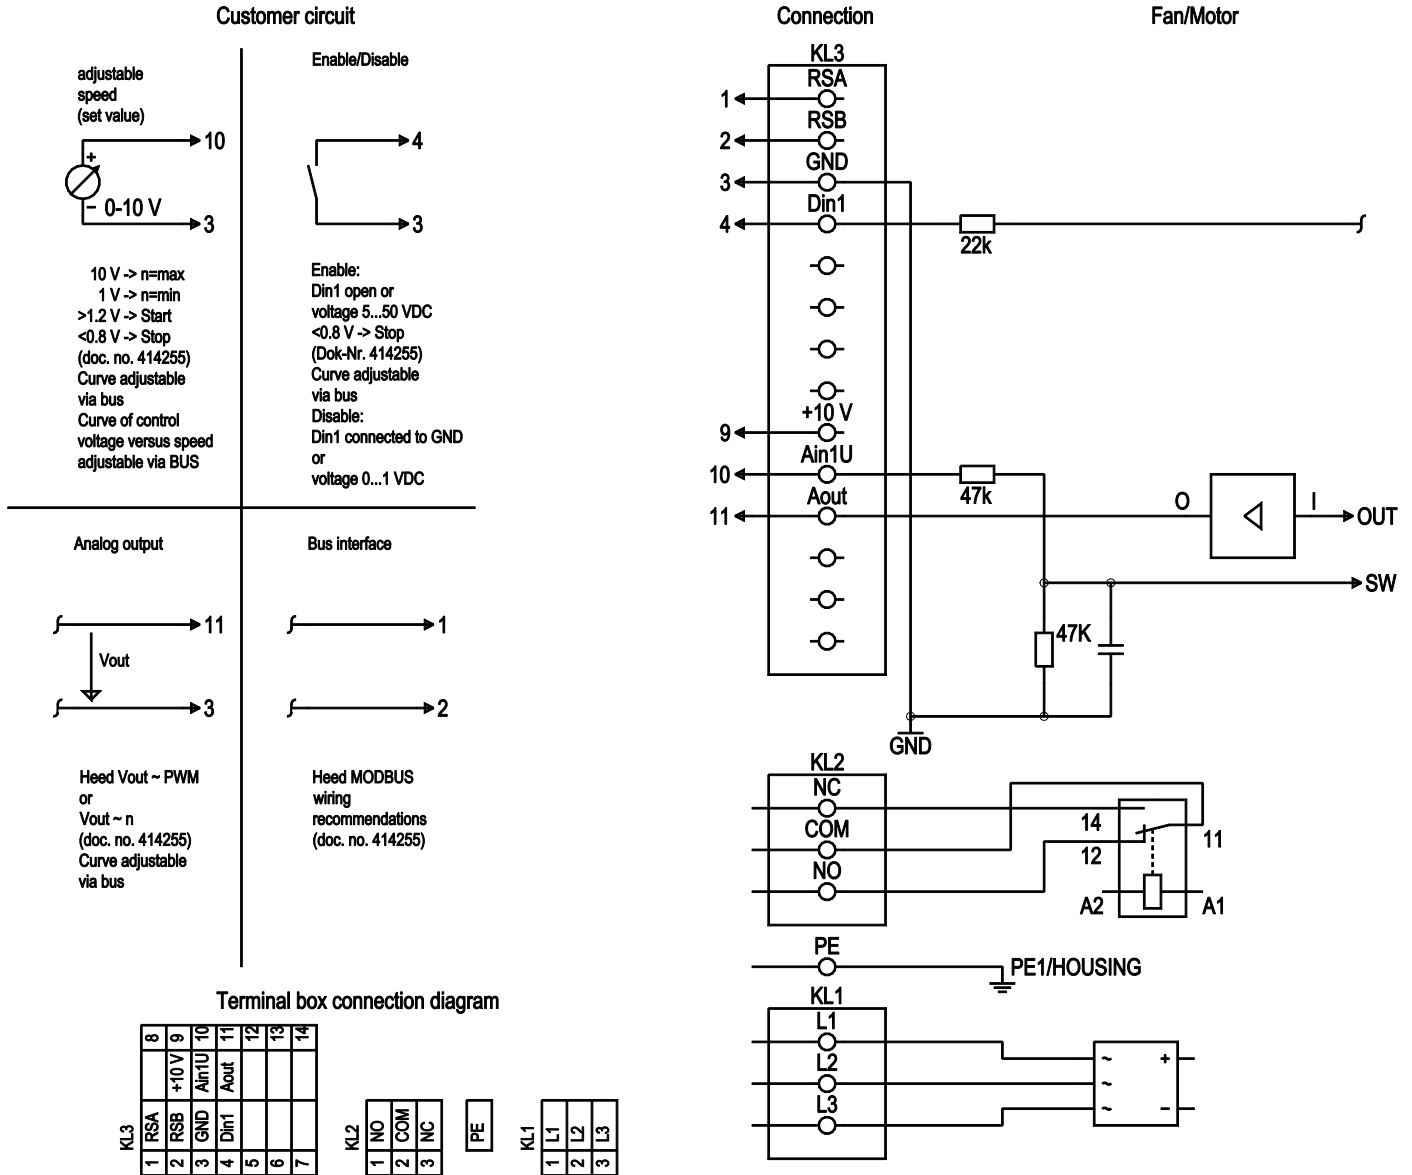 Customer circuit
Connection
Fan/Motor
adjustable
speed
(set value)
10
+
− 0-10 V
3
10 V -> n=max
1 V -> n=min
>1.2 V -> Start
<0.8 V -> Stop
(doc. no. 414255)
Curve adjustable
via bus
Curve of control
voltage versus speed
adjustable via BUS
Enable/Disable
4
3
Enable:
Din1 open or
voltage 5...50 VDC
<0.8 V -> Stop
(Dok-Nr. 414255)
Curve adjustable
via bus
Disable:
Din1 connected to GND
or
voltage 0...1 VDC
Analog output
11
Vout
3
Heed Vout ~ PWM
or
Vout ~ n
(doc. no. 414255)
Curve adjustable
via bus
Bus interface
1
2
Heed MODBUS
wiring
recommendations
(doc. no. 414255)
KL3
RSA
1
RSB
2
GND
3
Din1
4
22k
+10 V
9
Ain1U
10
47k
Aout
11
O
I
OUT
SW
47K
GND
KL2
NC
COM
NO
14
12
11
A2
A1
PE
PE1/HOUSING
KL1
L1
L2
L3
~
~
~
+
−
Terminal box connection diagram
KL3
1 RSA 8
2 RSB +10 V 9
3 GND Ain1U 10
4 Din1 Aout 11
5 12
6 13
7 14
KL2
1 NO
2 COM
3 NC
PE
KL1
1 L1
2 L2
3 L3